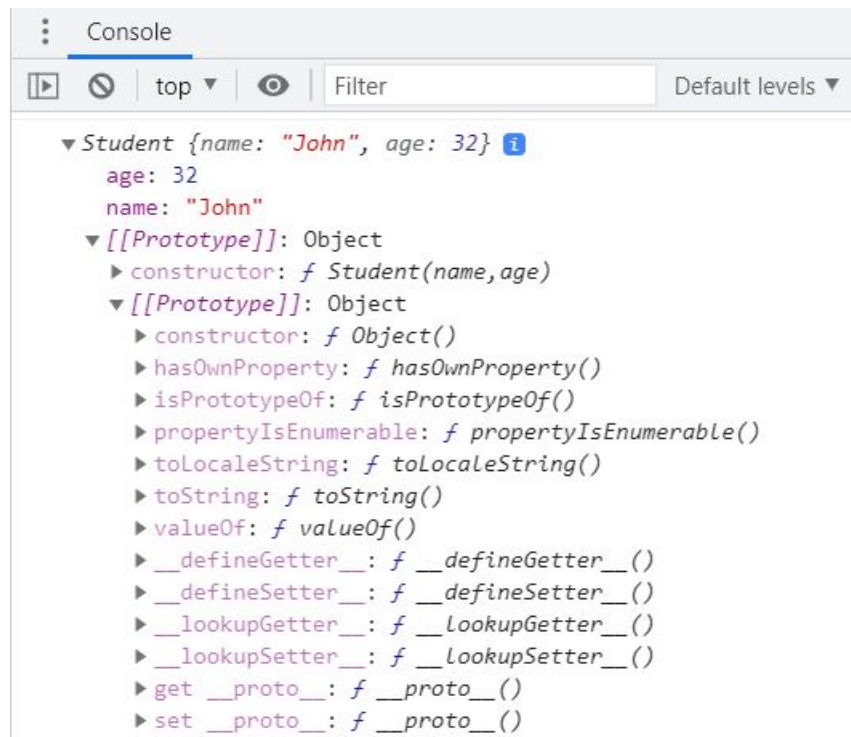 Console
top ▼ Filter Default levels ▼
▼Student {name: "John", age: 32} i
age: 32
name: "John"
▼[[Prototype]]: Object
▶constructor: ƒ Student(name,age)
▼[[Prototype]]: Object
▶constructor: ƒ Object()
▶hasOwnProperty: ƒ hasOwnProperty()
▶isPrototypeOf: ƒ isPrototypeOf()
▶propertyIsEnumerable: ƒ propertyIsEnumerable()
▶toLocaleString: ƒ toLocaleString()
▶toString: ƒ toString()
▶valueOf: ƒ valueOf()
▶__defineGetter__: ƒ __defineGetter__()
▶__defineSetter__: ƒ __defineSetter__()
▶__lookupGetter__: ƒ __lookupGetter__()
▶__lookupSetter__: ƒ __lookupSetter__()
▶get __proto__: ƒ __proto__()
▶set __proto__: ƒ __proto__()